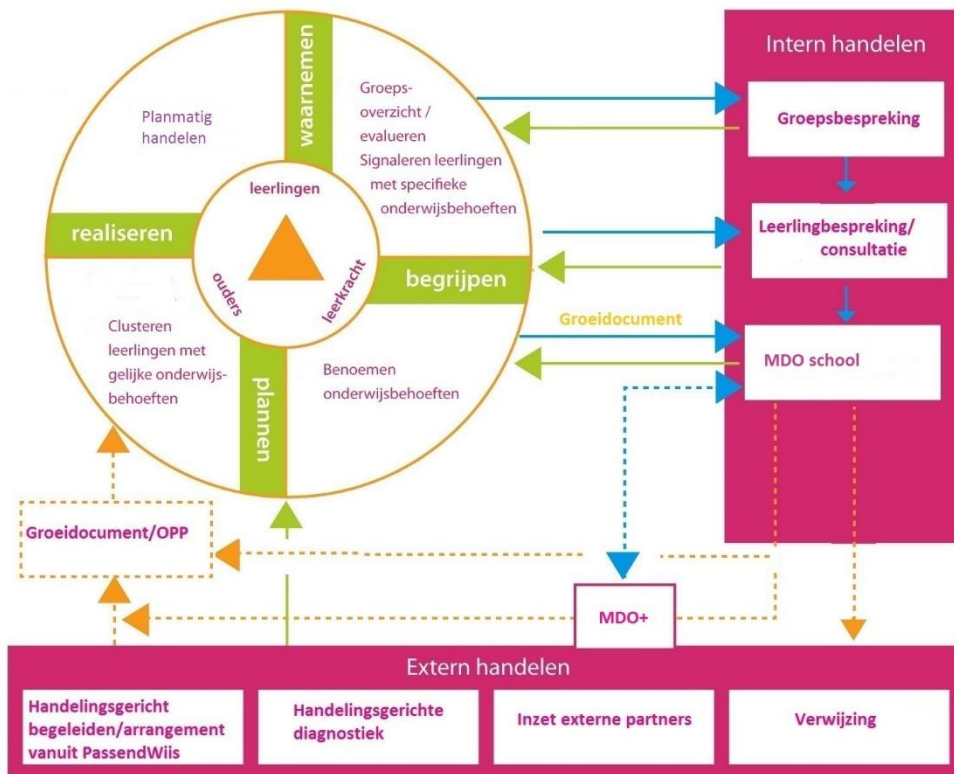 waarnemen
Planmatig
handelen
Groeps-
overzicht /
evalueren
Signaleren leerlingen
met specifieke
onderwijsbehoeften
leerlingen
realiseren
ouders
leerkracht
begrijpen
Clusteren
leerlingen met
gelijke onderwijs-
behoeften
plannen
Benoemen
onderwijsbehoeften
Intern handelen
Groepsbespreking
Leerlingbespreking/
consultatie
Groeidocument
MDO school
Groeidocument/OPP
MDO+
Extern handelen
Handelingsgericht
begeleiden/arrangement
vanuit PassendWiis
Handelingsgerichte
diagnostiek
Inzet externe partners
Verwijzing